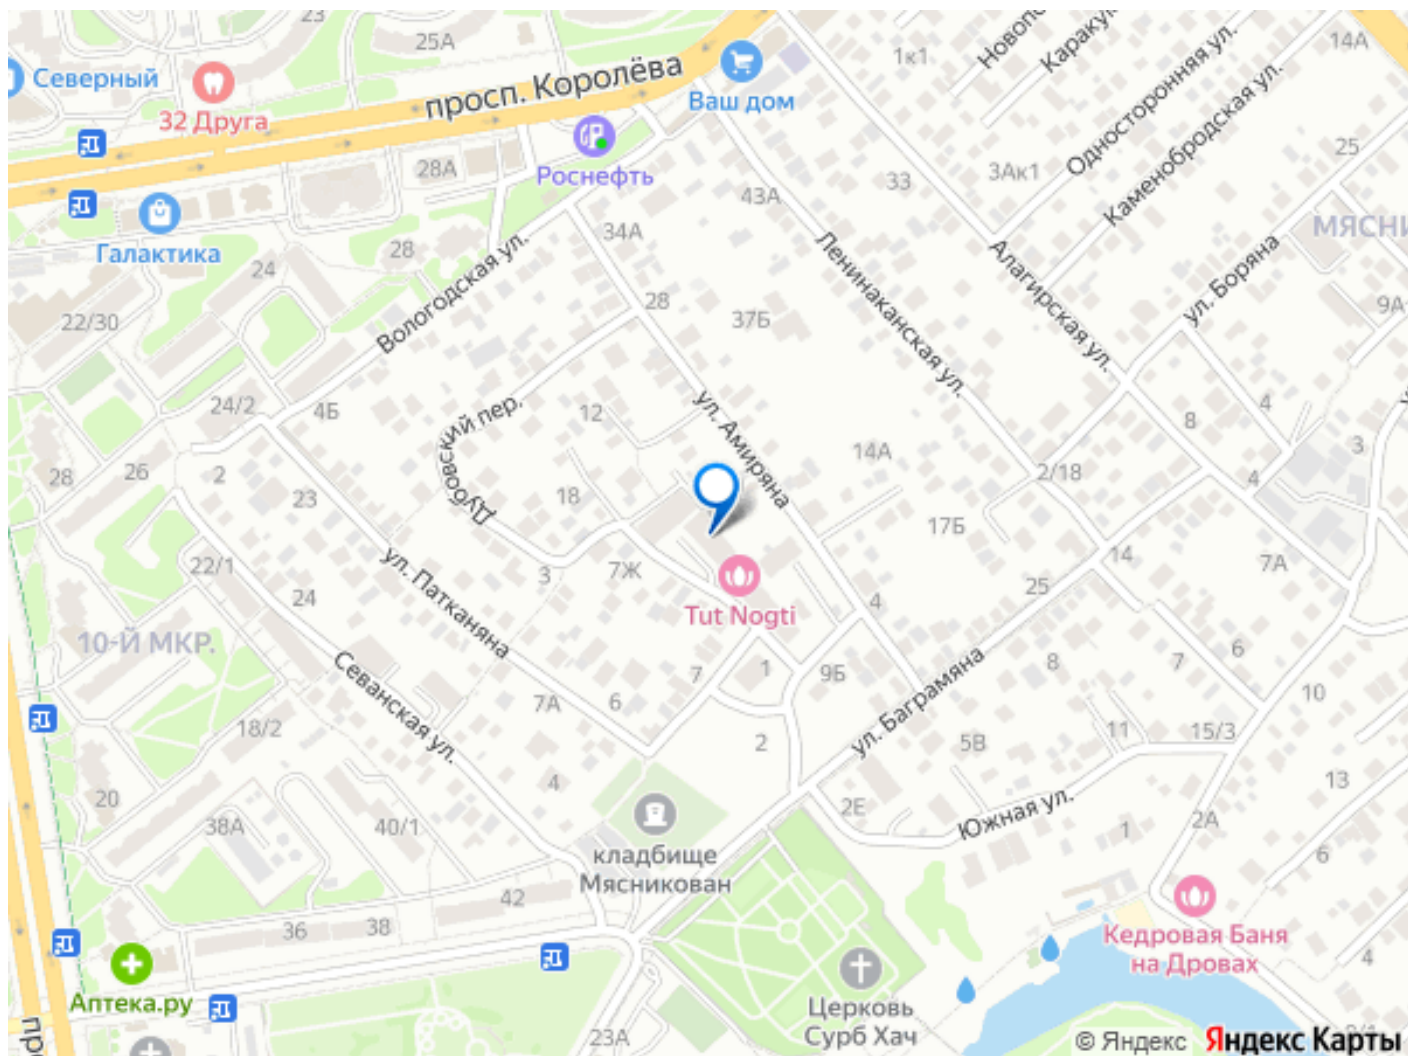 25А
Северный
32 Друга
просп. Королёва
Ваш дом
1к1
Каракум
Односторонняя ул.
Каменобродская ул.
14А
28А
Роснефть
Галактика
34А
43А
33
3Ак1
25
24
28
Вологодская ул.
22/30
28
37Б
Ленинаканская ул.
Алагирская ул.
ул. Боряна
9А
24/2
4Б
Дубовский пер.
12
ул. Амиряна
8
4
3
28
26
2
23
18
14А
2/18
4
17Б
14
7А
22/1
24
ул. Патканяна
3
7Ж
Tut Nogti
4
25
10-Й МКР.
Севанская ул.
7А
6
7
1
9Б
ул. Баграмяна
8
7
6
10
18/2
2
5В
11
15/3
13
20
38А
40/1
4
кладбище
Мясникован
2Е
Южная ул.
1
2А
6
42
36
38
Кедровая Баня
на Дровах
4
Аптека.ру
Церковь
Сурб Хач
23А
© Яндекс Яндекс Карты